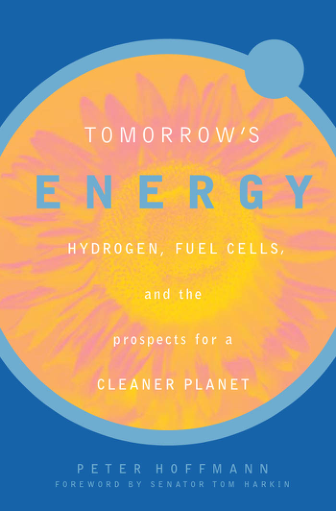 TOMORROW'S
ENERGY
HYDROGEN, FUEL CELLS,
and the
prospects for a
CLEANER PLANET
PETER HOFFMANN
FOREWORD BY SENATOR TOM HARKIN